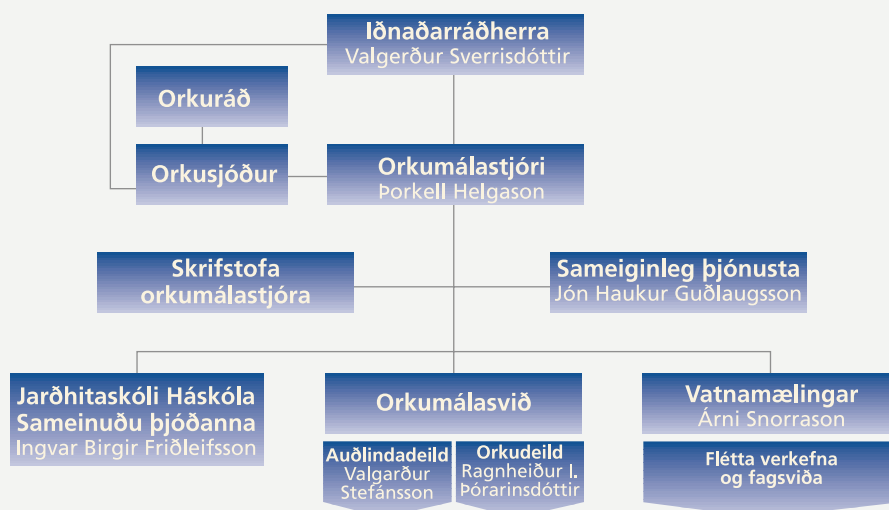 Iðnaðarráðherra
Valgerður Sverrisdóttir
Orkuráð
Orkusjóður
Orkumálastjóri
Þorkell Helgason
Skrifstofa
orkumálastjóra
Sameiginleg þjónusta
Jón Haukur Guðlaugsson
Jarðhitaskóli Háskóla
Sameinuðu þjóðanna
Ingvar Birgir Friðleifsson
Orkumálasvið
Vatnamælingar
Árni Snorrason
Auðlindadeild
Valgarður
Stefánsson
Orkudeild
Ragnheiður I.
Þórarinsdóttir
Flétta verkefna
og fagsviða